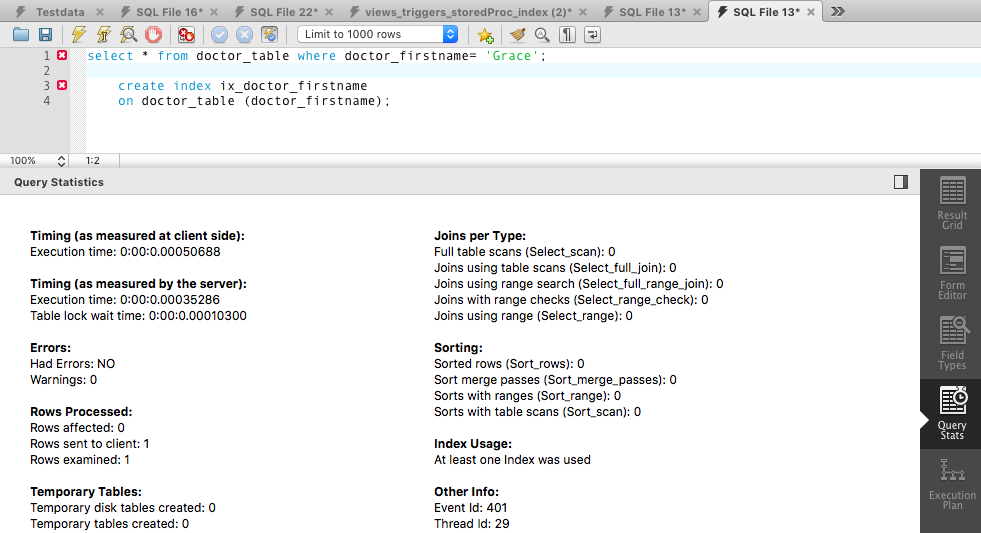 Testdata SQL File 16* SQL File 22* views_triggers_storedProc_index (2)* SQL File 13* SQL File 13*
Limit to 1000 rows
1 select * from doctor_table where doctor_firstname= 'Grace';
2
3 create index ix_doctor_firstname
4 on doctor_table (doctor_firstname);
100% 1:2
Query Statistics
Timing (as measured at client side):
Execution time: 0:00:0.00050688
Timing (as measured by the server):
Execution time: 0:00:0.00035286
Table lock wait time: 0:00:0.00010300
Errors:
Had Errors: NO
Warnings: 0
Rows Processed:
Rows affected: 0
Rows sent to client: 1
Rows examined: 1
Temporary Tables:
Temporary disk tables created: 0
Temporary tables created: 0
Joins per Type:
Full table scans (Select_scan): 0
Joins using table scans (Select_full_join): 0
Joins using range search (Select_full_range_join): 0
Joins with range checks (Select_range_check): 0
Joins using range (Select_range): 0
Sorting:
Sorted rows (Sort_rows): 0
Sort merge passes (Sort_merge_passes): 0
Sorts with ranges (Sort_range): 0
Sorts with table scans (Sort_scan): 0
Index Usage:
At least one Index was used
Other Info:
Event Id: 401
Thread Id: 29
Result
Grid
Form
Editor
Field
Types
Query
Stats
Execution
Plan